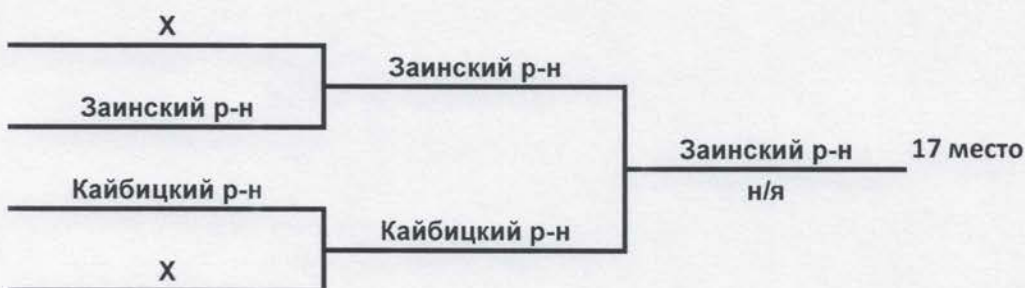 X
Заинский р-н
Заинский р-н
Заинский р-н
17 место
н/я
Кайбицкий р-н
Кайбицкий р-н
X